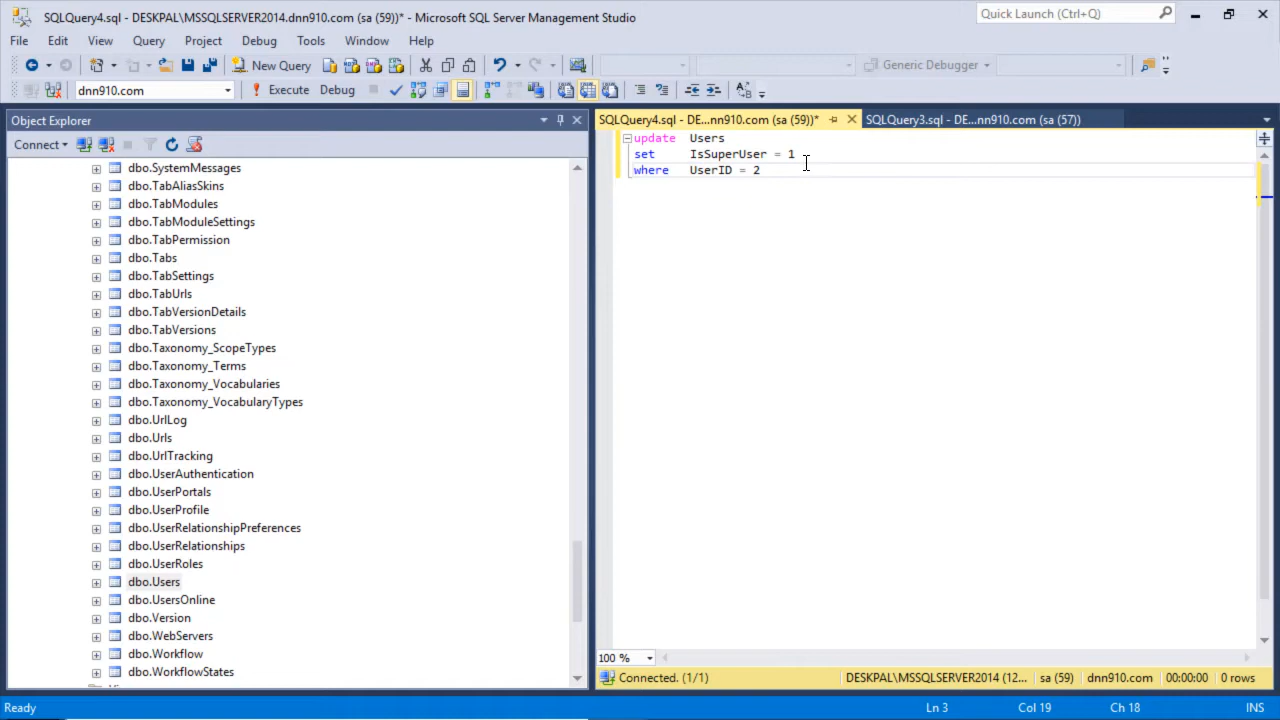 SQLQuery4.sql - DESKPAL\MSSQLSERVER2014.dnn910.com (sa (59))* - Microsoft SQL Server Management Studio
Quick Launch (Ctrl+Q)
File Edit View Query Project Debug Tools Window Help
New Query
Generic Debugger
dnn910.com
Execute Debug
Object Explorer
SQLQuery4.sql - DE...nn910.com (sa (59))*
SQLQuery3.sql - DE...nn910.com (sa (57))
Connect
dbo.SystemMessages
dbo.TabAliasSkins
dbo.TabModules
dbo.TabModuleSettings
dbo.TabPermission
dbo.Tabs
dbo.TabSettings
dbo.TabUrls
dbo.TabVersionDetails
dbo.TabVersions
dbo.Taxonomy_ScopeTypes
dbo.Taxonomy_Terms
dbo.Taxonomy_Vocabularies
dbo.Taxonomy_VocabularyTypes
dbo.UrlLog
dbo.Urls
dbo.UrlTracking
dbo.UserAuthentication
dbo.UserPortals
dbo.UserProfile
dbo.UserRelationshipPreferences
dbo.UserRelationships
dbo.UserRoles
dbo.Users
dbo.UsersOnline
dbo.Version
dbo.WebServers
dbo.Workflow
dbo.WorkflowStates
update Users
set IsSuperUser = 1
where UserID = 2
100 %
Connected. (1/1)
DESKPAL\MSSQLSERVER2014 (12... sa (59) dnn910.com 00:00:00 0 rows
Ready
Ln 3 Col 19 Ch 18 INS